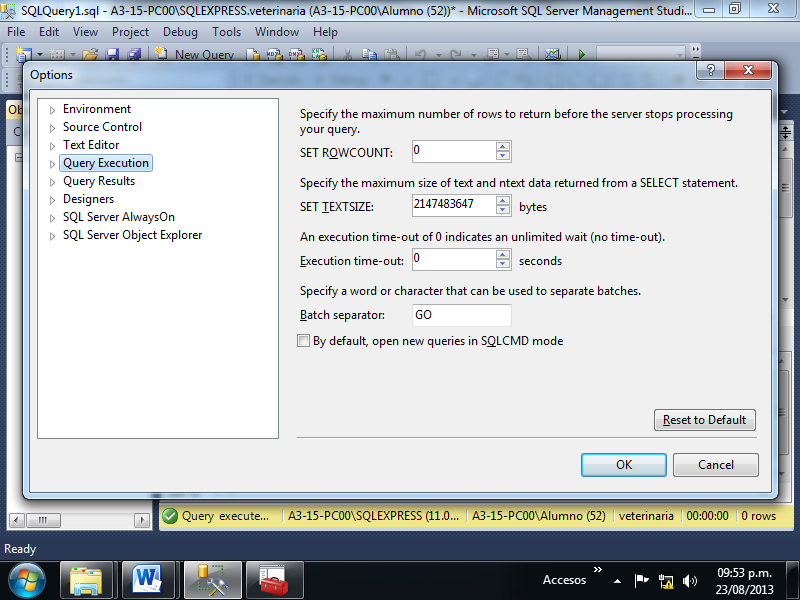 SQLQuery1.sql - A3-15-PC00\SQLEXPRESS.veterinaria (A3-15-PC00\Alumno (52))* - Microsoft SQL Server Management Studi...
File Edit View Project Debug Tools Window Help
New Query
Options
Environment
Source Control
Text Editor
Query Execution
Query Results
Designers
SQL Server AlwaysOn
SQL Server Object Explorer
Specify the maximum number of rows to return before the server stops processing
your query.
SET ROWCOUNT: 0
Specify the maximum size of text and ntext data returned from a SELECT statement.
SET TEXTSIZE: 2147483647 bytes
An execution time-out of 0 indicates an unlimited wait (no time-out).
Execution time-out: 0 seconds
Specify a word or character that can be used to separate batches.
Batch separator: GO
By default, open new queries in SQLCMD mode
Reset to Default
OK Cancel
Query execute... A3-15-PC00\SQLEXPRESS (11.0... A3-15-PC00\Alumno (52) veterinaria 00:00:00 0 rows
Ready
Accesos
09:53 p.m.
23/08/2013